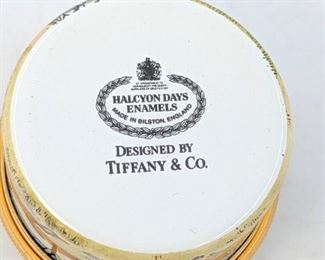 HALCYON DAYS
ENAMELS
MADE IN BILSTON, ENGLAND
DESIGNED BY
TIFFANY & CO.